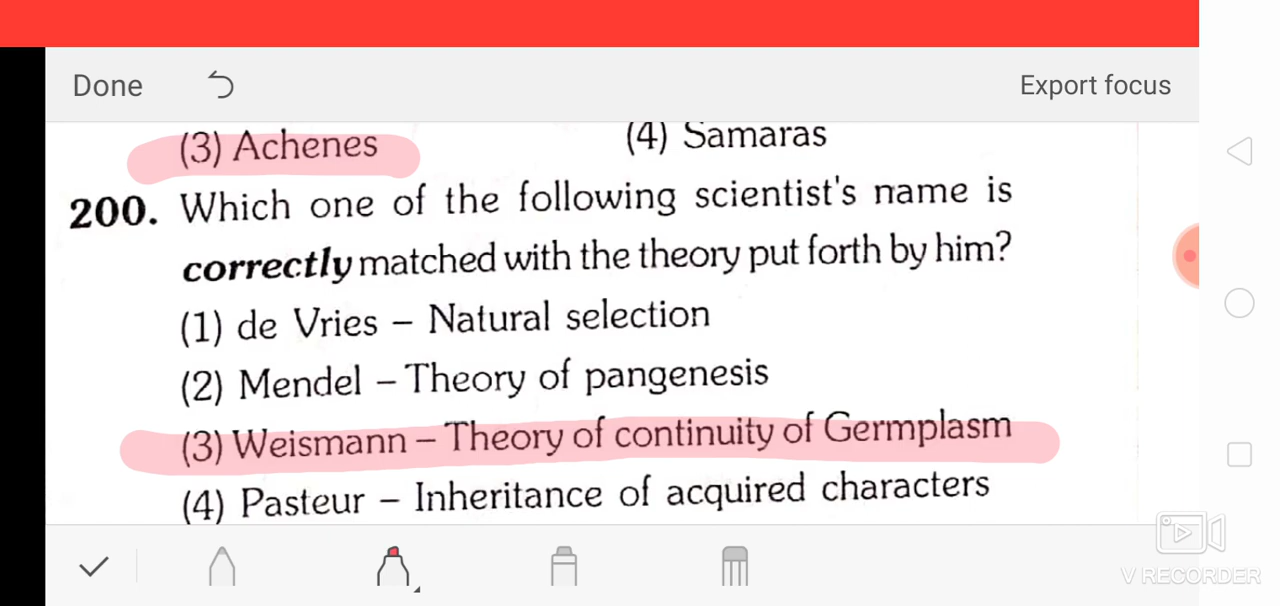 Done Export focus
(3) Achenes (4) Samaras
200. Which one of the following scientist's name is
correctly matched with the theory put forth by him?
(1) de Vries – Natural selection
(2) Mendel – Theory of pangenesis
(3) Weismann – Theory of continuity of Germplasm
(4) Pasteur – Inheritance of acquired characters
V RECORDER